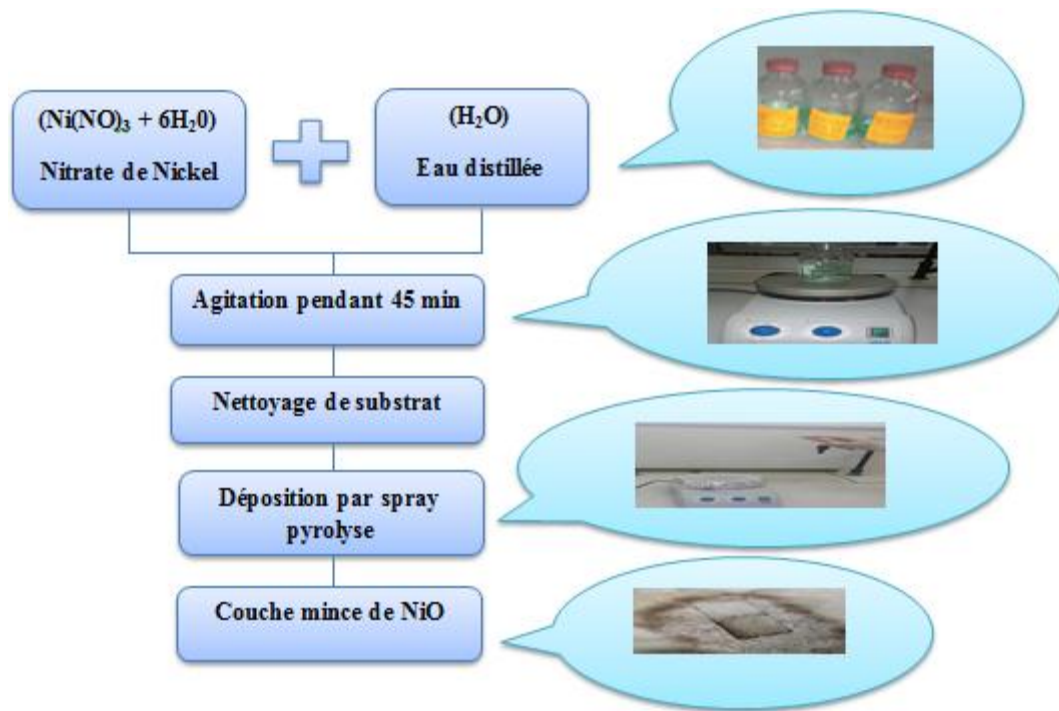 (Ni(NO)₃ + 6H₂0)
Nitrate de Nickel
(H₂O)
Eau distillée
Agitation pendant 45 min
Nettoyage de substrat
Déposition par spray
pyrolyse
Couche mince de NiO